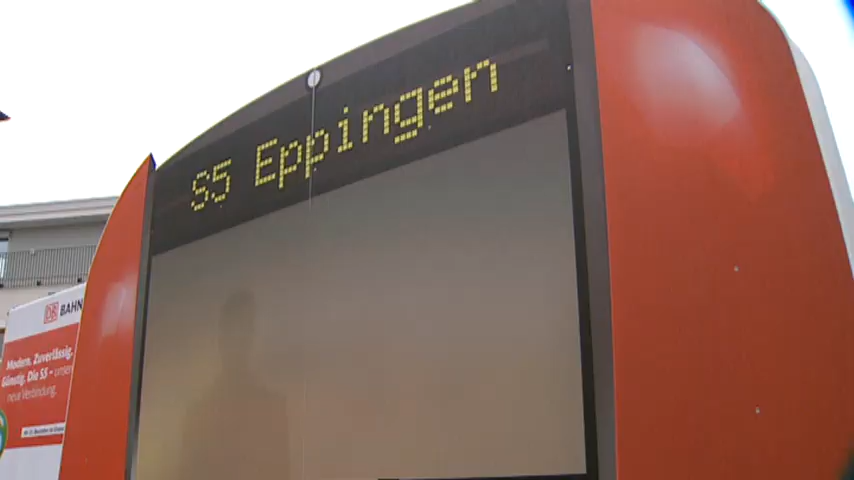 S5 Eppingen
DB BAHN
Modern. Zuverlässig.
Günstig. Die S5 – unsere
neue Verbindung.